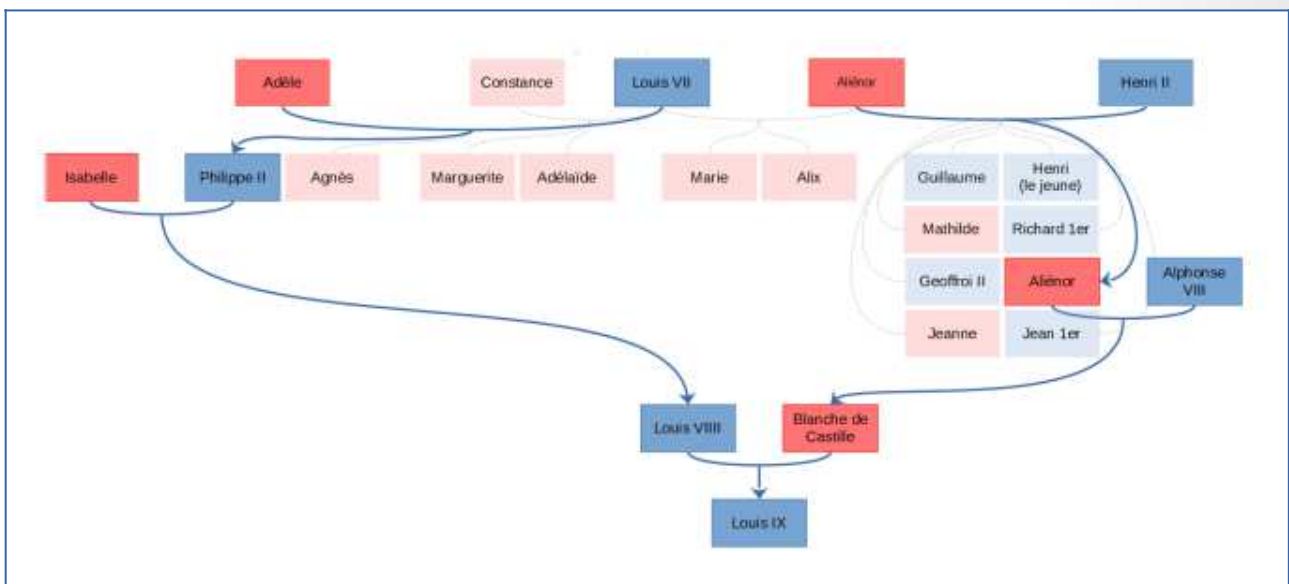 Adèle
Constance
Louis VII
Aliénor
Henri II
Isabelle
Philippe II
Agnès
Marguerite
Adélaïde
Marie
Alix
Guillaume
Henri
(le jeune)
Mathilde
Richard 1er
Geoffroi II
Aliénor
Alphonse
VIII
Jeanne
Jean 1er
Louis VIIII
Blanche de
Castille
Louis IX